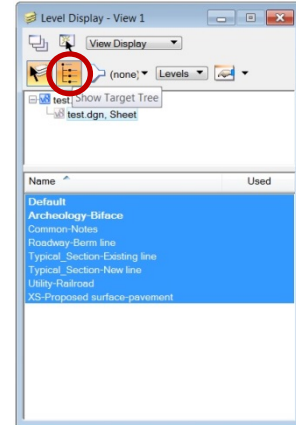 Level Display - View 1
View Display
(none) Levels
test.
Show Target Tree
test.dgn, Sheet
Name Used
Default
Archeology-Biface
Common-Notes
Roadway-Berm line
Typical_Section-Existing line
Typical_Section-New line
Utility-Railroad
XS-Proposed surface-pavement